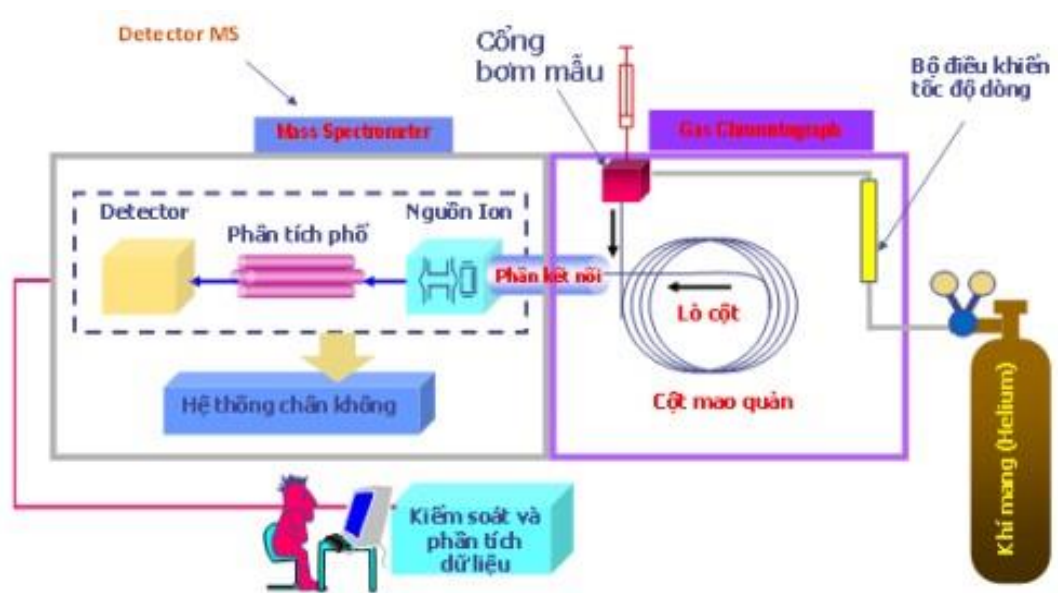 Detector MS
Cổng
bơm mẫu
Bộ điều khiển
tốc độ dòng
Mass Spectrometer
Gas Chromatograph
Detector
Phân tích phổ
Nguồn Ion
Phần kết nối
Lò cột
Hệ thống chân không
Cột mao quản
Khí mang (Helium)
Kiểm soát và
phân tích
dữ liệu